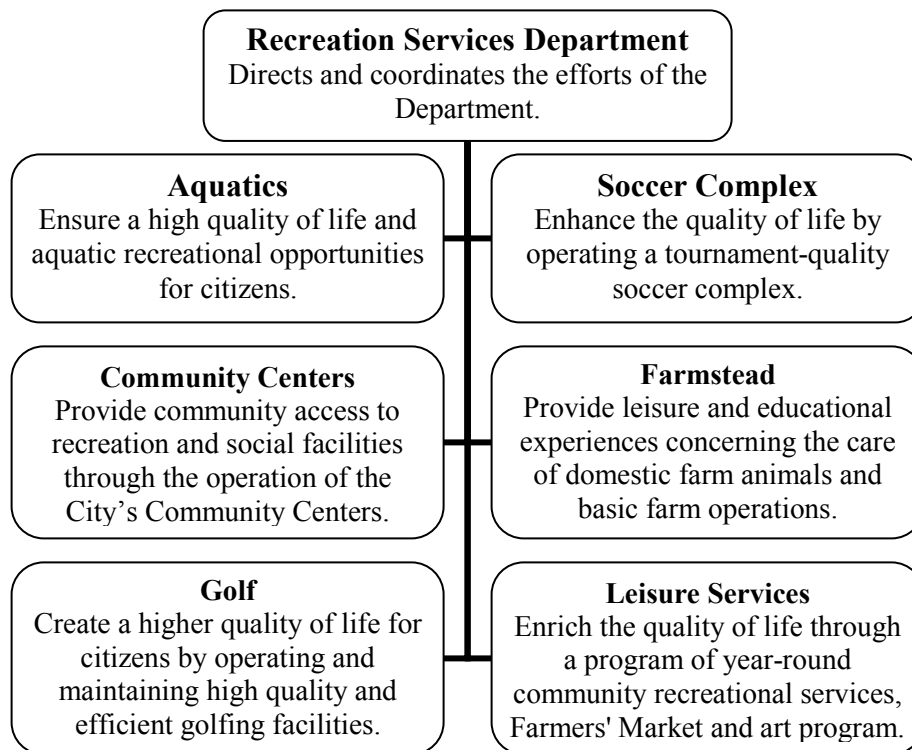 Recreation Services Department
Directs and coordinates the efforts of the
Department.
Aquatics
Ensure a high quality of life and
aquatic recreational opportunities
for citizens.
Soccer Complex
Enhance the quality of life by
operating a tournament-quality
soccer complex.
Community Centers
Provide community access to
recreation and social facilities
through the operation of the
City’s Community Centers.
Farmstead
Provide leisure and educational
experiences concerning the care
of domestic farm animals and
basic farm operations.
Golf
Create a higher quality of life for
citizens by operating and
maintaining high quality and
efficient golfing facilities.
Leisure Services
Enrich the quality of life through
a program of year-round
community recreational services,
Farmers' Market and art program.